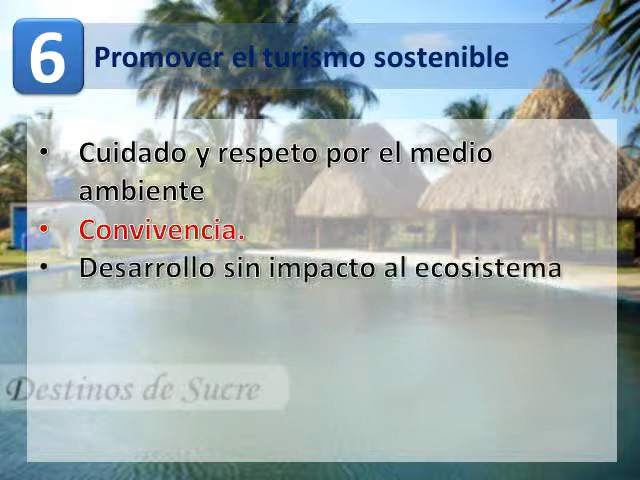 6
Promover el turismo sostenible
• Cuidado y respeto por el medio
ambiente
• Convivencia.
• Desarrollo sin impacto al ecosistema
Destinos de Sucre